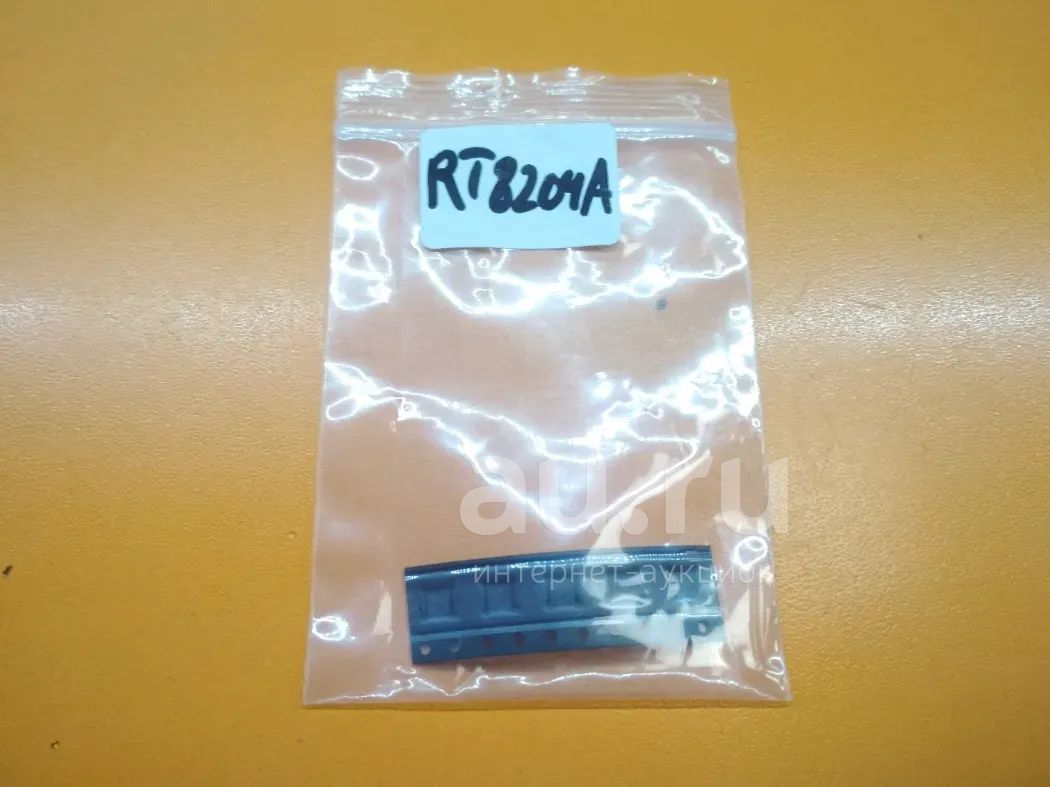 RT8204A
au.ru
интернет аукцион